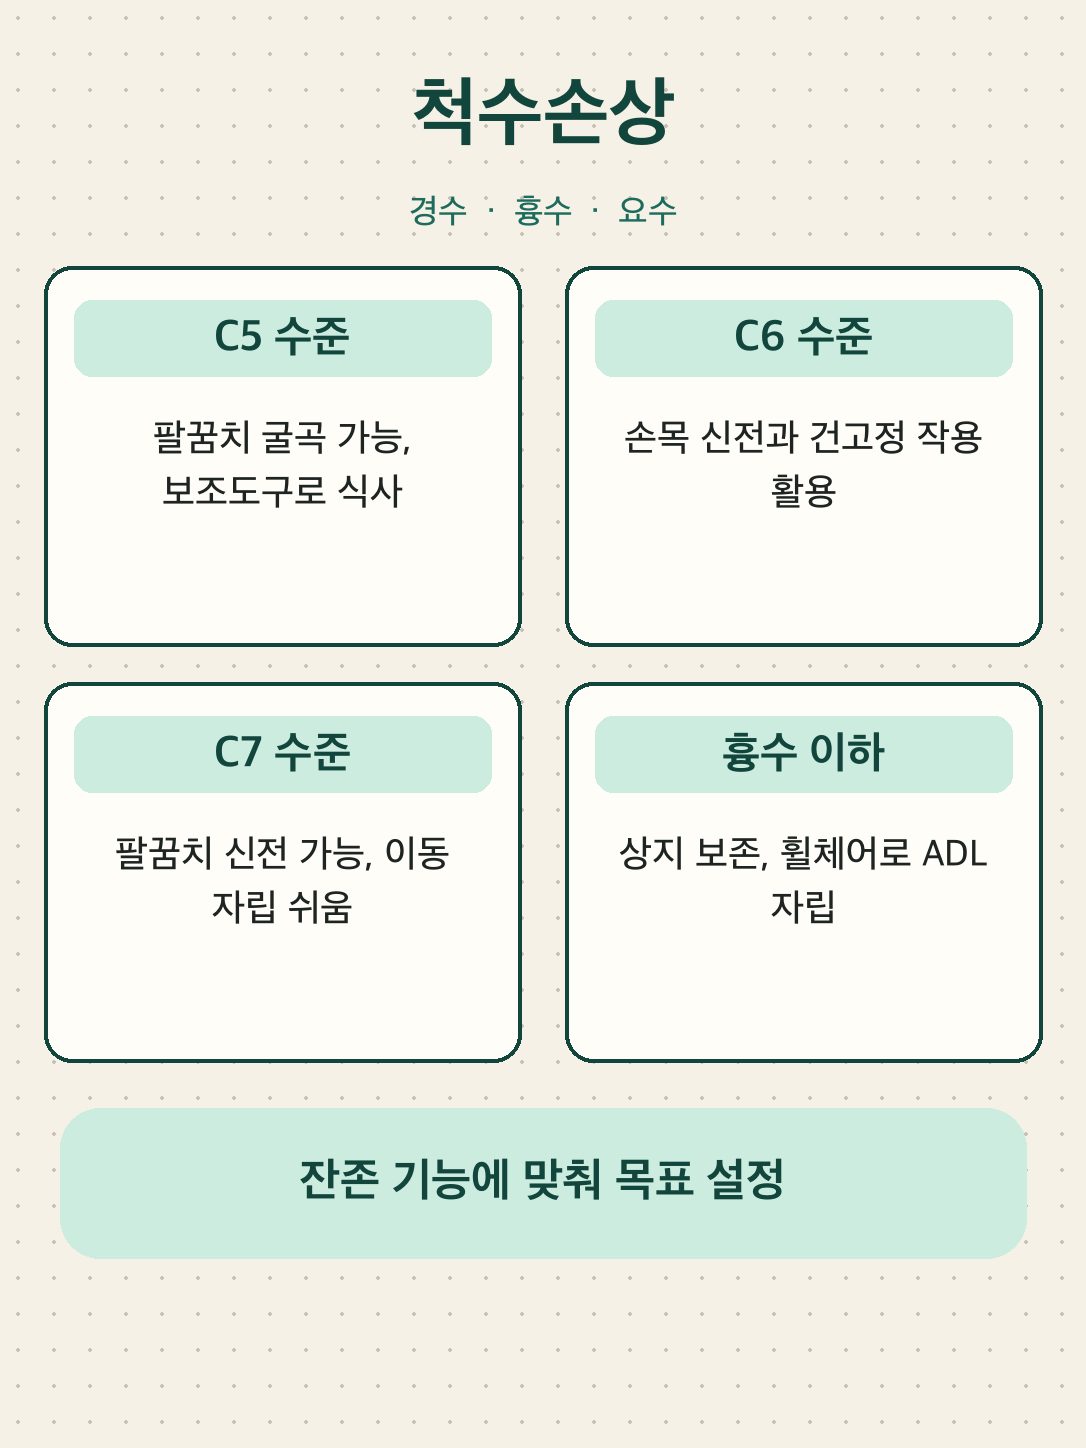 척수손상
경수 · 흉수 · 요수
C5 수준
팔꿈치 굴곡 가능,
보조도구로 식사
C6 수준
손목 신전과 건고정 작용
활용
C7 수준
팔꿈치 신전 가능, 이동
자립 쉬움
흉수 이하
상지 보존, 휠체어로 ADL
자립
잔존 기능에 맞춰 목표 설정